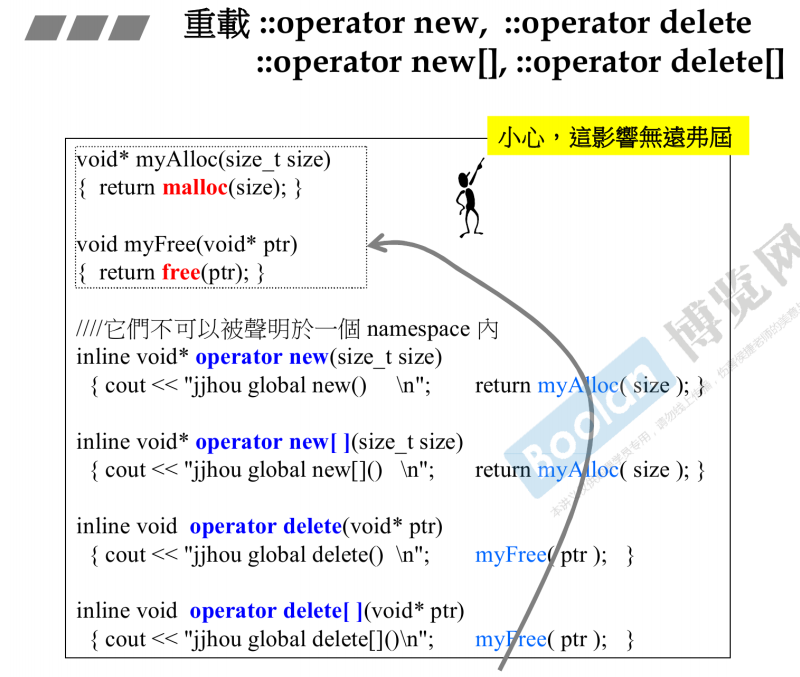 重載 ::operator new, ::operator delete
::operator new[], ::operator delete[]
小心，這影響無遠弗屆
void* myAlloc(size_t size)
{ return malloc(size); }
void myFree(void* ptr)
{ return free(ptr); }
////它們不可以被聲明於一個 namespace 內
inline void* operator new(size_t size)
{ cout << "jjhou global new() \n"; return myAlloc( size ); }
inline void* operator new[ ](size_t size)
{ cout << "jjhou global new[]() \n"; return myAlloc( size ); }
inline void operator delete(void* ptr)
{ cout << "jjhou global delete() \n"; myFree( ptr ); }
inline void operator delete[ ](void* ptr)
{ cout << "jjhou global delete[]()\n"; myFree( ptr ); }
Boolan 博览网